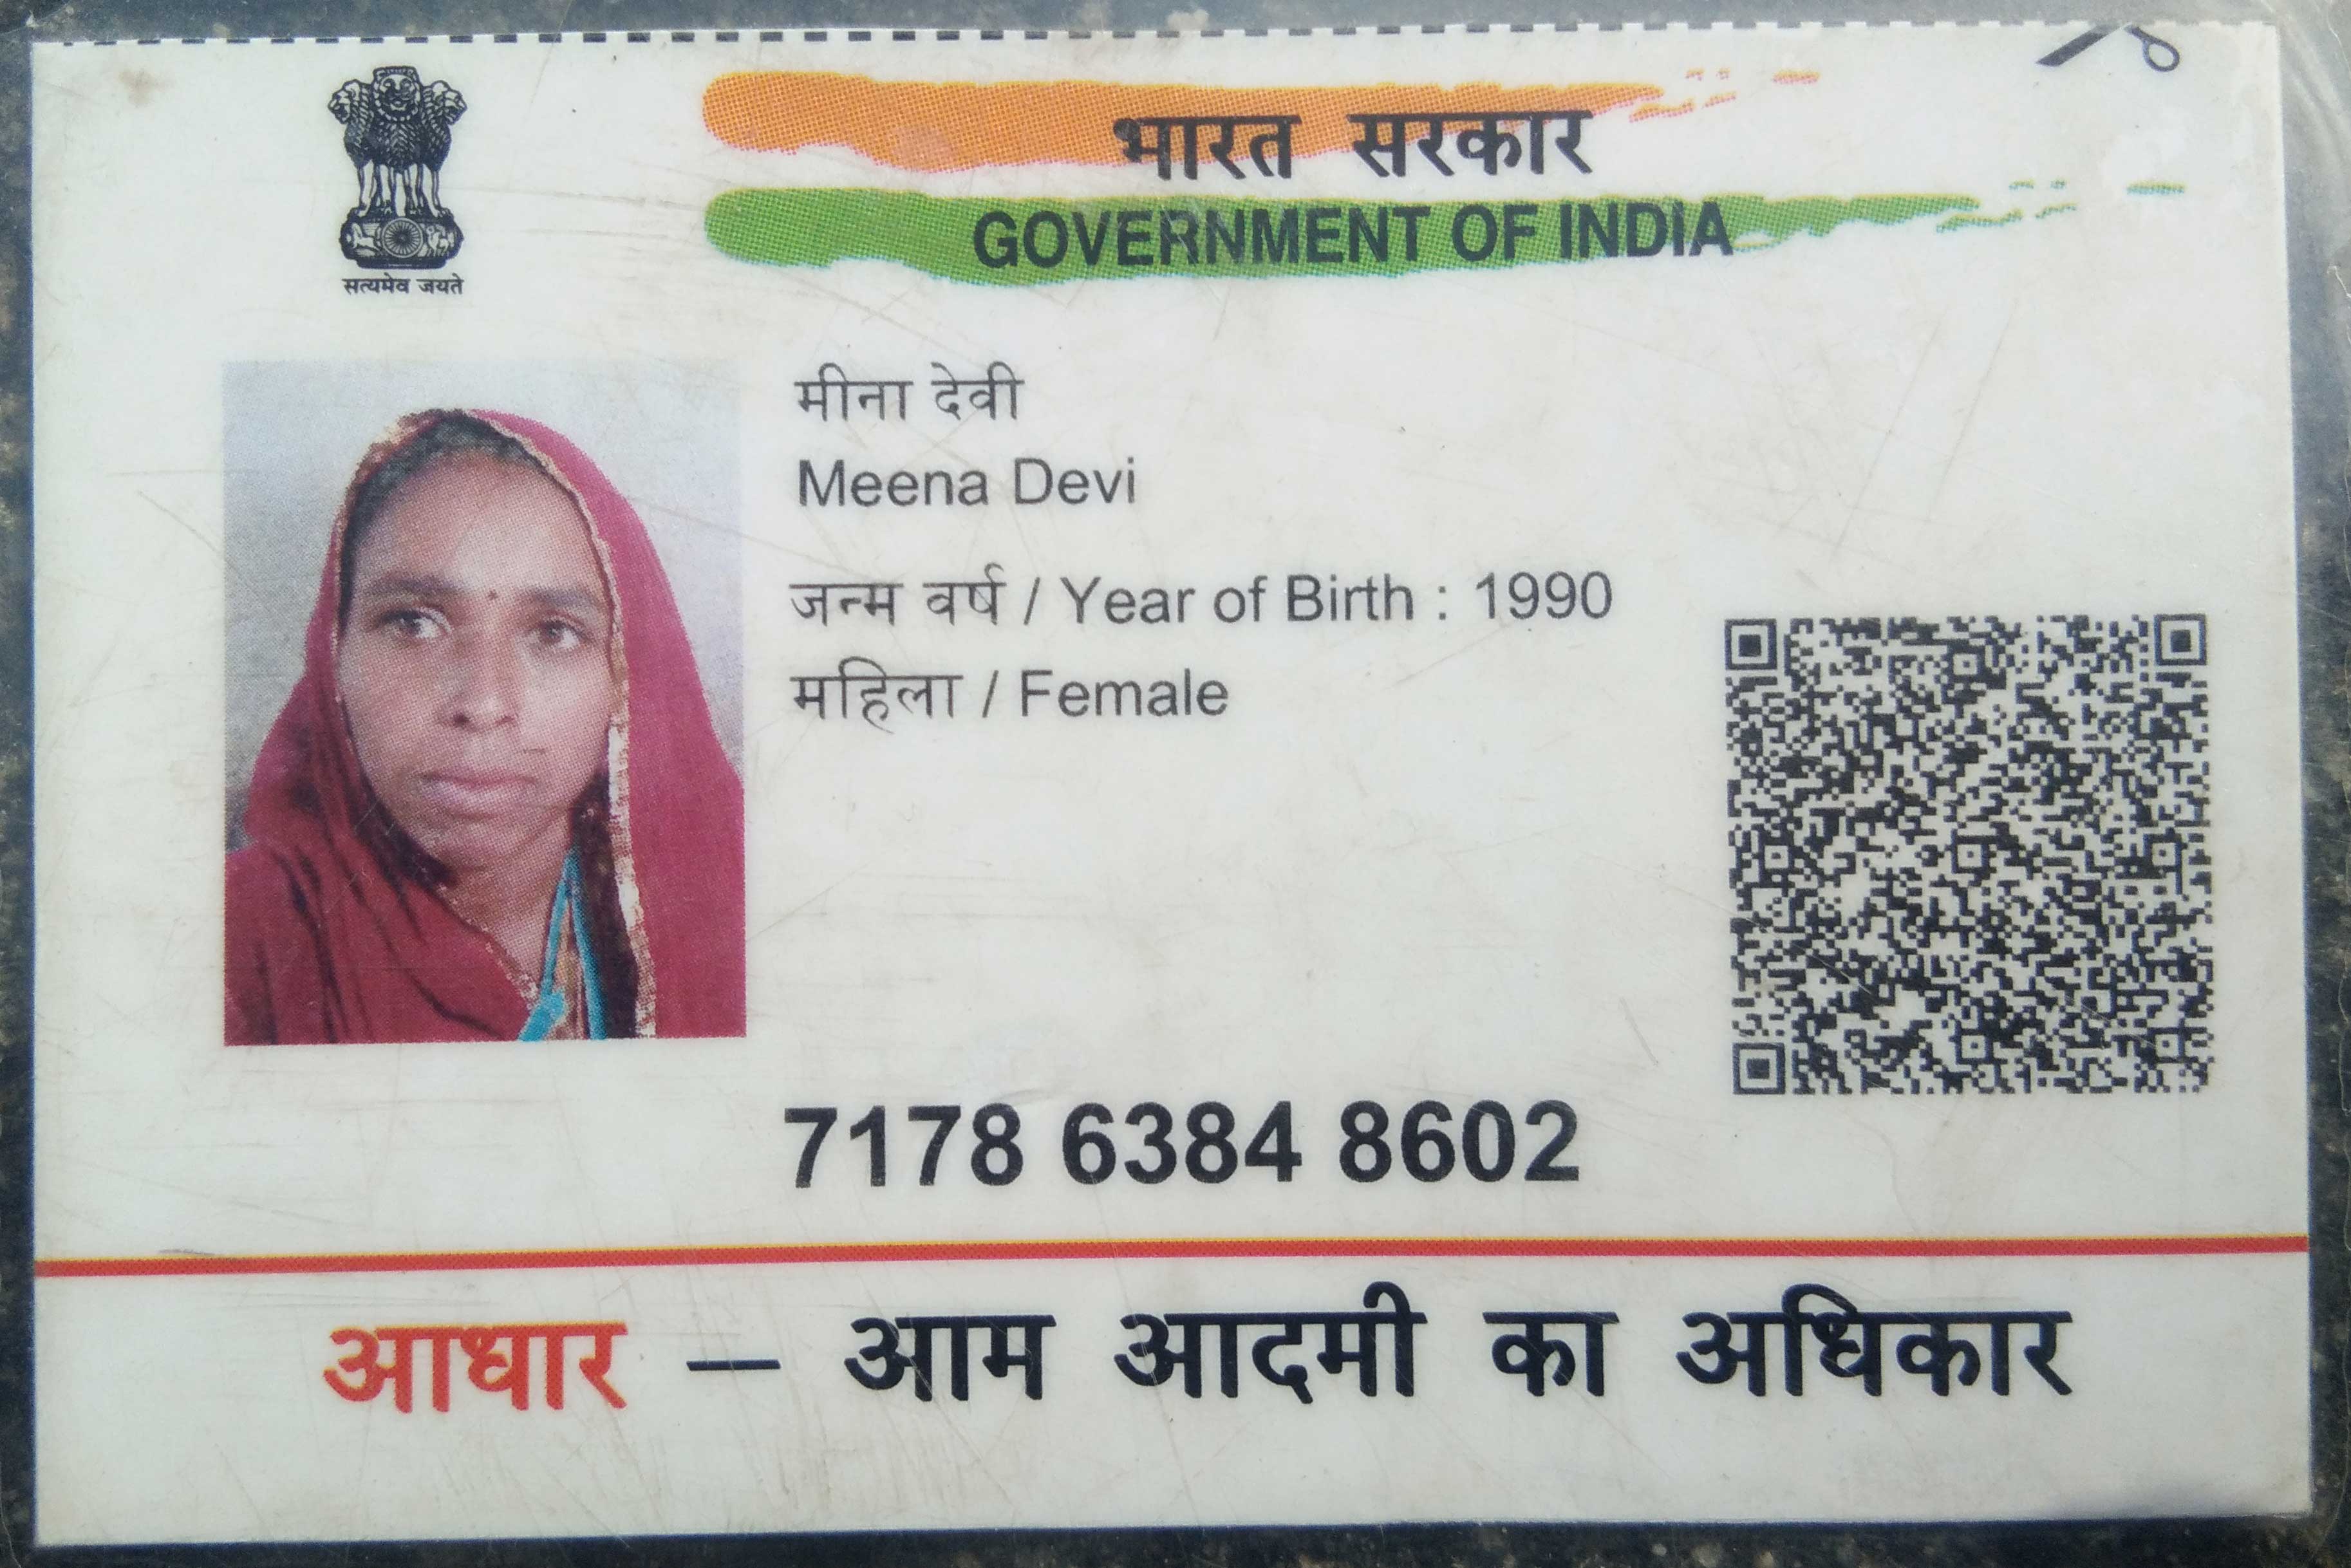 भारत सरकार
GOVERNMENT OF INDIA
सत्यमेव जयते
मीना देवी
Meena Devi
जन्म वर्ष / Year of Birth : 1990
महिला / Female
7178 6384 8602
आधार – आम आदमी का अधिकार